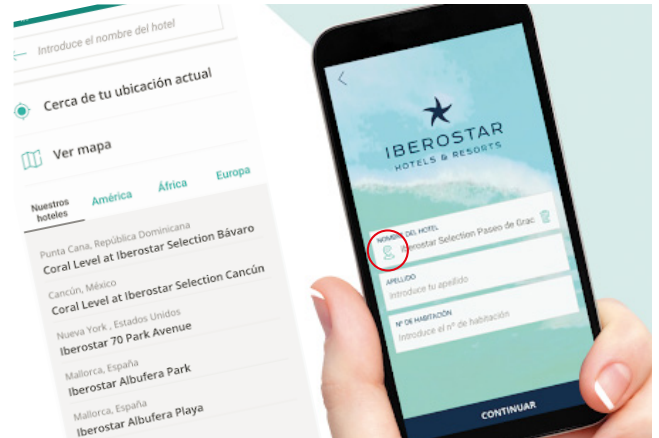 Introduce el nombre del hotel
Cerca de tu ubicación actual
Ver mapa
Nuestros
hoteles
América
África
Europa
Punta Cana, República Dominicana
Coral Level at Iberostar Selection Bávaro
Cancún, México
Coral Level at Iberostar Selection Cancún
Nueva York , Estados Unidos
Iberostar 70 Park Avenue
Mallorca, España
Iberostar Albufera Park
Mallorca, España
Iberostar Albufera Playa
IBEROSTAR
HOTELS & RESORTS
NOMBRE DEL HOTEL
Iberostar Selection Paseo de Grac
APELLIDO
Introduce tu apellido
Nº DE HABITACIÓN
Introduce el nº de habitación
CONTINUAR